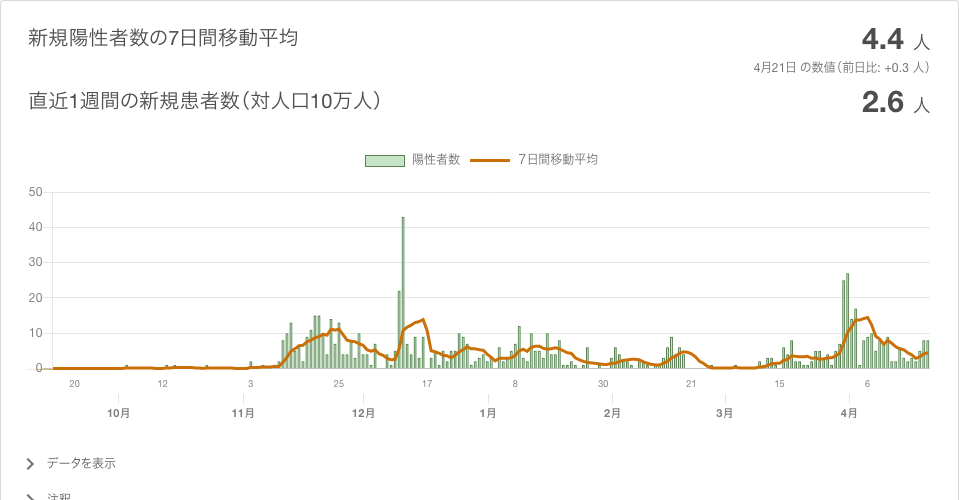 新規陽性者数の7日間移動平均
4.4 人
4月21日 の数値（前日比: +0.3 人）
直近1週間の新規患者数（対人口10万人）
2.6 人
陽性者数 7日間移動平均
50
40
30
20
10
0
20 12 3 25 17 8 30 21 15 6
10月 11月 12月 1月 2月 3月 4月
データを表示
注釈